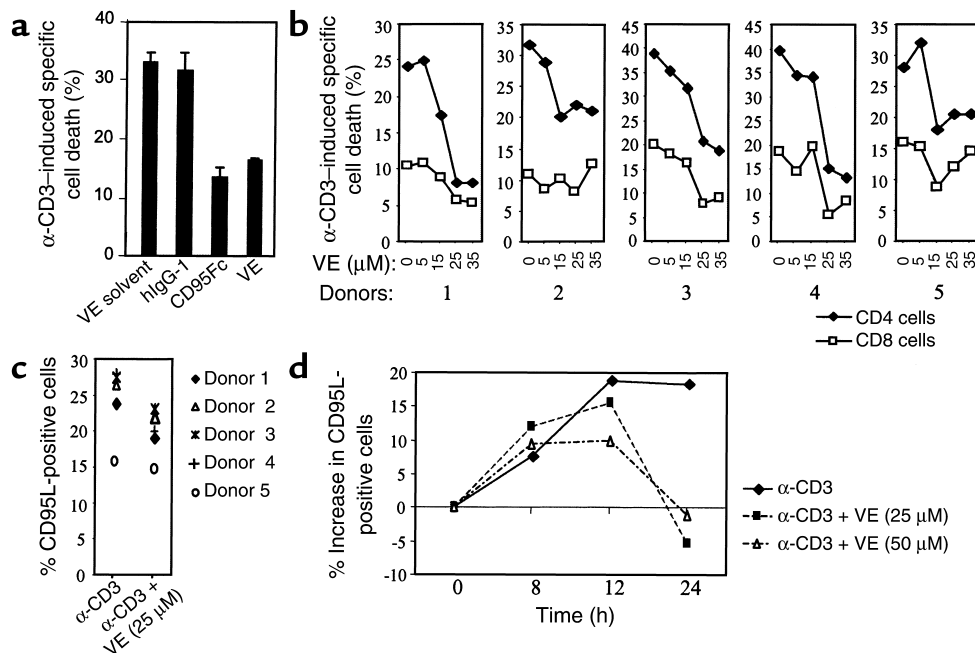 a
α-CD3–induced specific
cell death (%)
40
30
20
10
0
VE solvent
hIgG-1
CD95Fc
VE
b
α-CD3–induced specific
cell death (%)
30
25
20
15
10
5
0
35
30
25
20
15
10
5
0
45
40
35
30
25
20
15
10
5
0
45
40
35
30
25
20
15
10
5
0
35
30
25
20
15
10
5
0
VE (μM): 0 5 15 25 35 0 5 15 25 35 0 5 15 25 35 0 5 15 25 35 0 5 15 25 35
Donors: 1 2 3 4 5
CD4 cells
CD8 cells
c
% CD95L-positive cells
30
25
20
15
10
5
0
α-CD3
α-CD3 +
VE (25 μM)
Donor 1
Donor 2
Donor 3
Donor 4
Donor 5
d
% Increase in CD95L-
positive cells
20
15
10
5
0
-5
-10
0 8 12 24
Time (h)
α-CD3
α-CD3 + VE (25 μM)
α-CD3 + VE (50 μM)